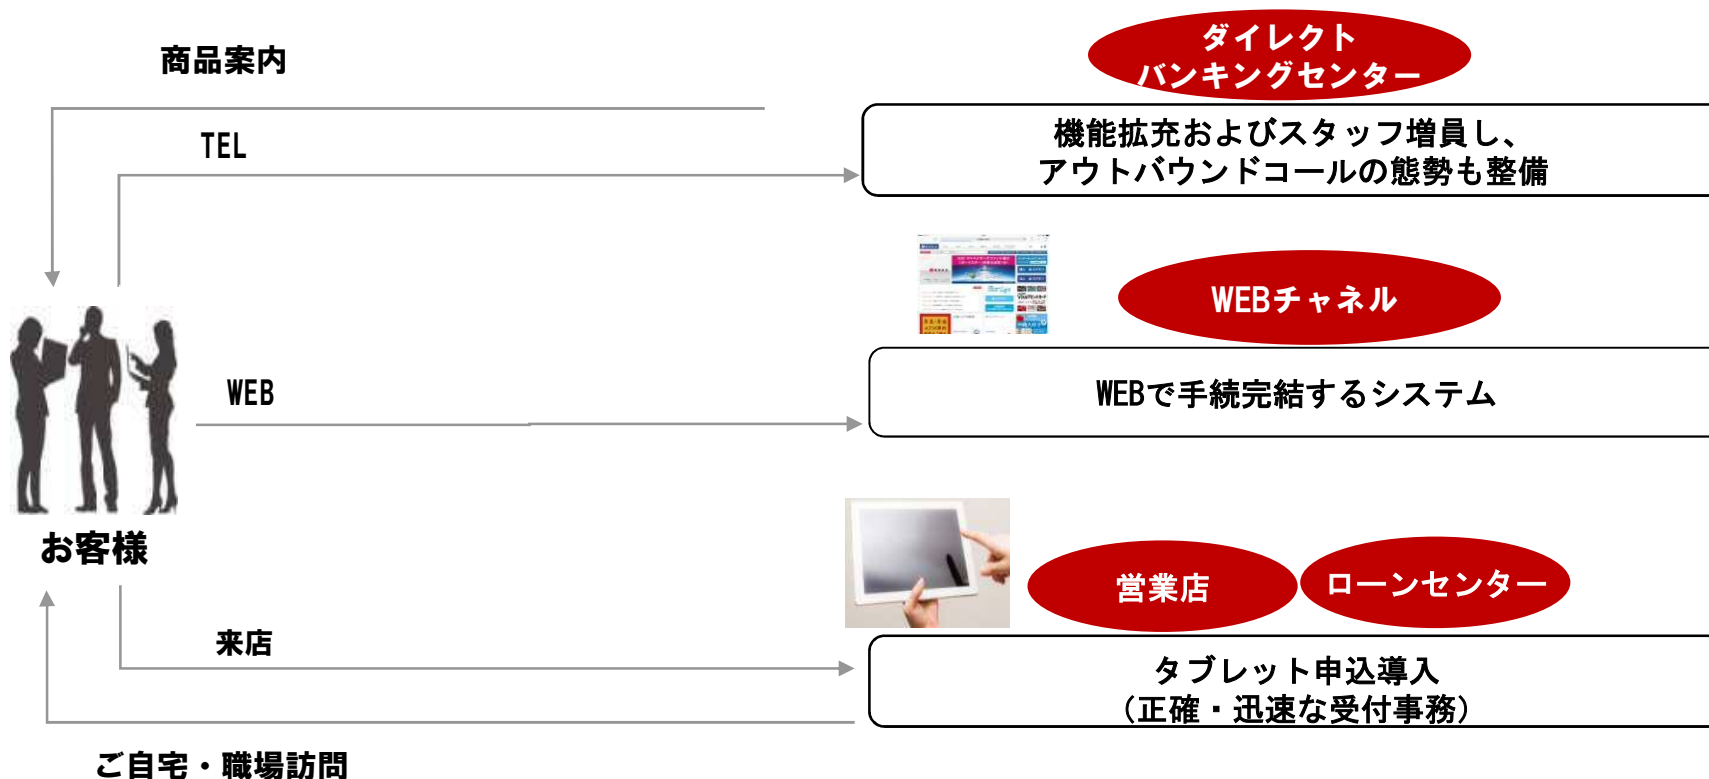 商品案内
ダイレクト
バンキングセンター
TEL
機能拡充およびスタッフ増員し、
アウトバウンドコールの態勢も整備
WEBチャネル
WEB
WEBで手続完結するシステム
お客様
営業店
ローンセンター
来店
タブレット申込導入
(正確・迅速な受付事務)
ご自宅・職場訪問